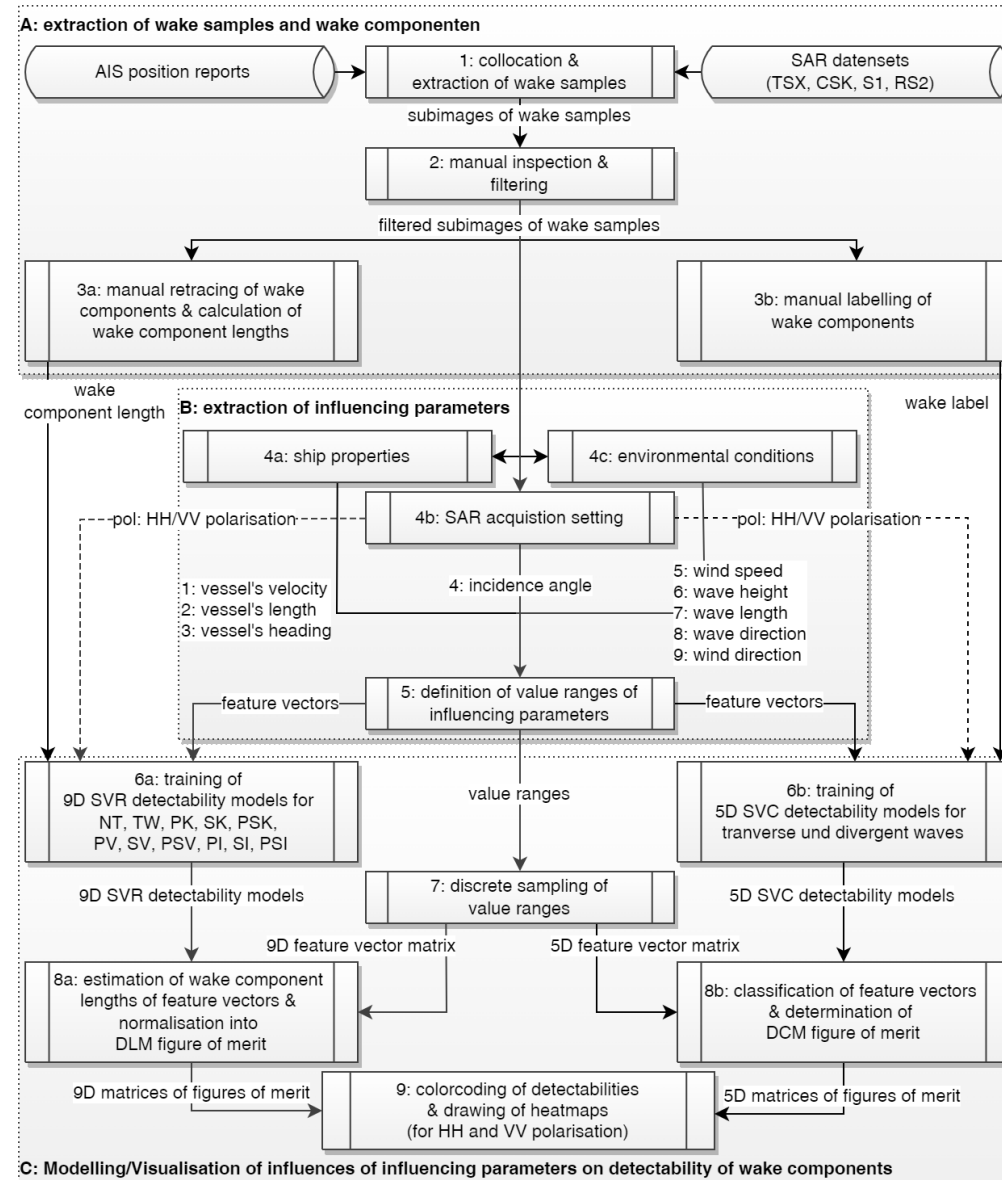 A: extraction of wake samples and wake componenten
AIS position reports
1: collocation &
extraction of wake samples
SAR datensets
(TSX, CSK, S1, RS2)
subimages of wake samples
2: manual inspection &
filtering
filtered subimages of wake samples
3a: manual retracing of wake
components & calculation of
wake component lengths
3b: manual labelling of
wake components
wake
component length
wake label
B: extraction of influencing parameters
4a: ship properties
4c: environmental conditions
4b: SAR acquistion setting
pol: HH/VV polarisation
pol: HH/VV polarisation
1: vessel's velocity
2: vessel's length
3: vessel's heading
4: incidence angle
5: wind speed
6: wave height
7: wave length
8: wave direction
9: wind direction
5: definition of value ranges of
influencing parameters
feature vectors
feature vectors
6a: training of
9D SVR detectability models for
NT, TW, PK, SK, PSK,
PV, SV, PSV, PI, SI, PSI
value ranges
6b: training of
5D SVC detectability models for
tranverse und divergent waves
9D SVR detectability models
7: discrete sampling of
value ranges
5D SVC detectability models
9D feature vector matrix
5D feature vector matrix
8a: estimation of wake component
lengths of feature vectors &
normalisation into
DLM figure of merit
8b: classification of feature vectors
& determination of
DCM figure of merit
9D matrices of figures of merit
9: colorcoding of detectabilities
& drawing of heatmaps
(for HH and VV polarisation)
5D matrices of figures of merit
C: Modelling/Visualisation of influences of influencing parameters on detectability of wake components